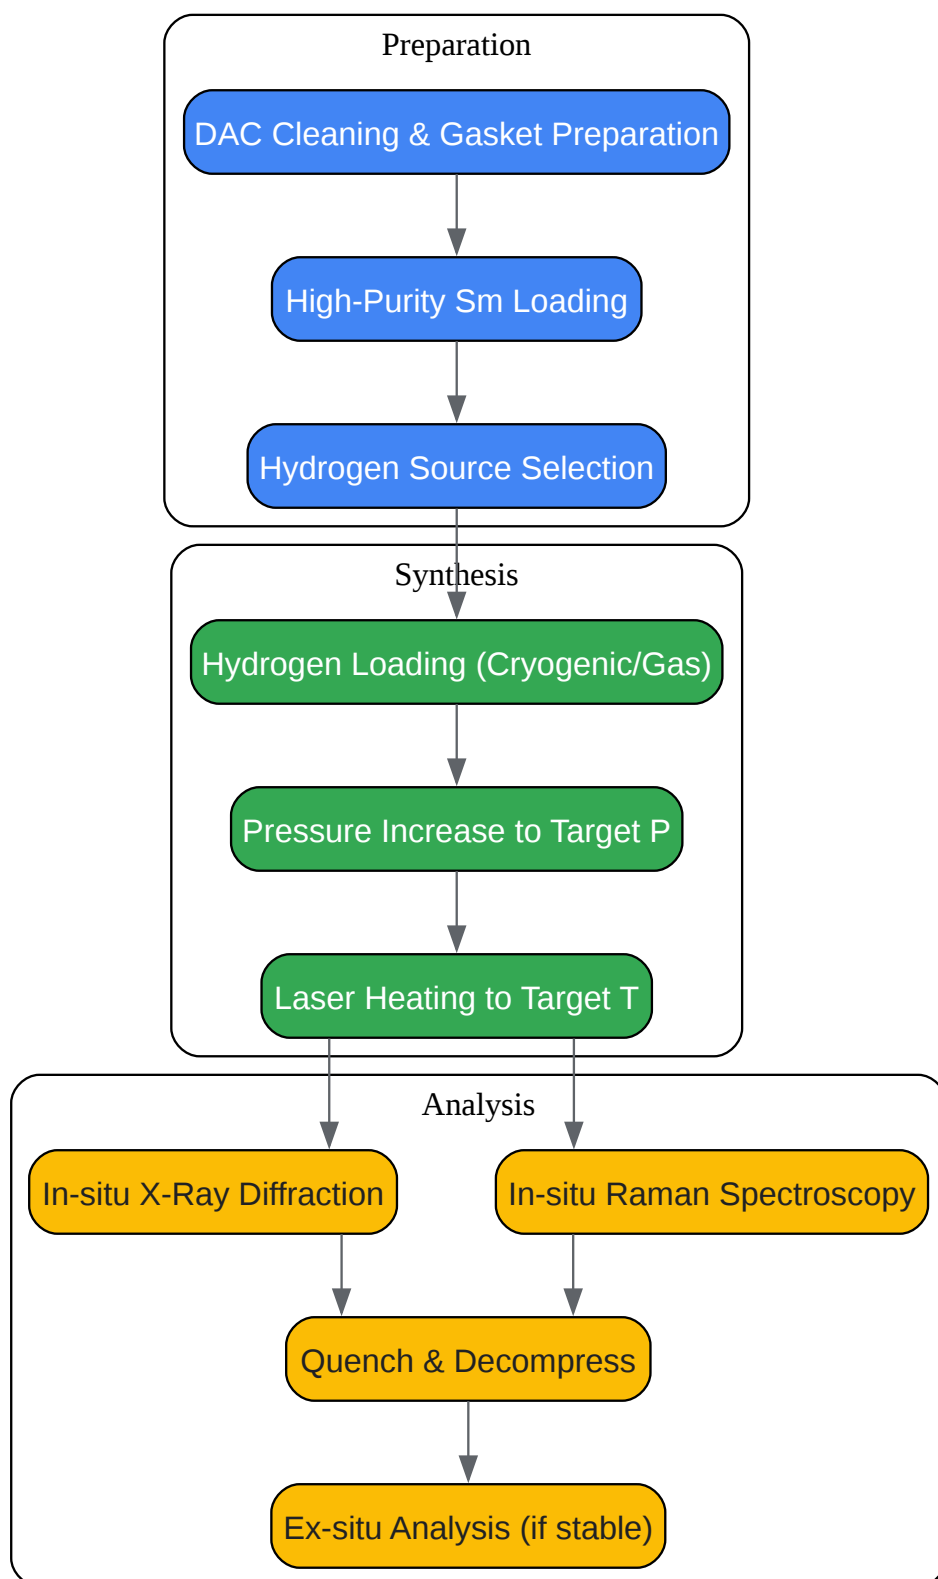 Preparation
DAC Cleaning & Gasket Preparation
High-Purity Sm Loading
Hydrogen Source Selection
Synthesis
Hydrogen Loading (Cryogenic/Gas)
Pressure Increase to Target P
Laser Heating to Target T
Analysis
In-situ X-Ray Diffraction
In-situ Raman Spectroscopy
Quench & Decompress
Ex-situ Analysis (if stable)